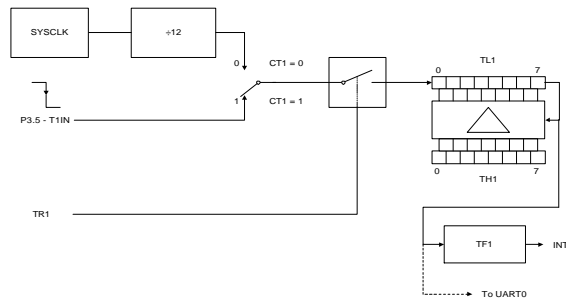 SYSCLK
÷12
0
CT1 = 0
1
CT1 = 1
P3.5 - T1IN
TR1
TL1
0 7
0 7
TH1
TF1
INT
To UART0